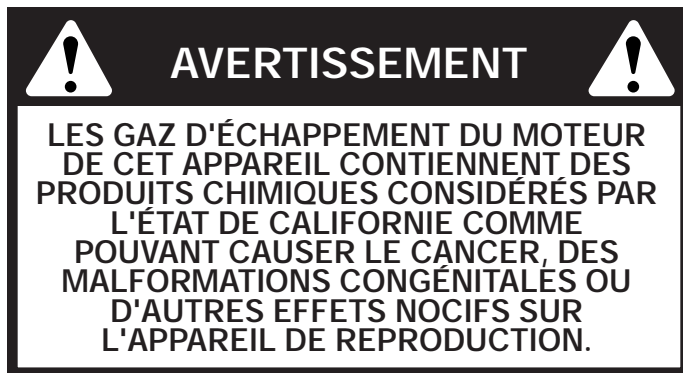 AVERTISSEMENT
LES GAZ D'ÉCHAPPEMENT DU MOTEUR
DE CET APPAREIL CONTIENNENT DES
PRODUITS CHIMIQUES CONSIDÉRÉS PAR
L'ÉTAT DE CALIFORNIE COMME
POUVANT CAUSER LE CANCER, DES
MALFORMATIONS CONGÉNITALES OU
D'AUTRES EFFETS NOCIFS SUR
L'APPAREIL DE REPRODUCTION.